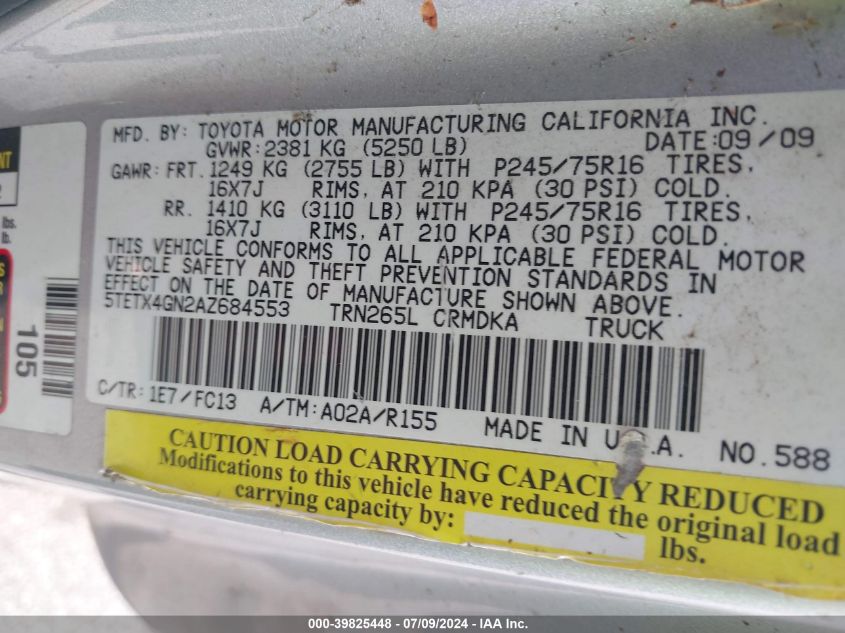 MFD. BY: TOYOTA MOTOR MANUFACTURING CALIFORNIA INC.
GVWR: 2381 KG (5250 LB) DATE: 09/09
GAWR: FRT. 1249 KG (2755 LB) WITH P245/75R16 TIRES,
16X7J RIMS, AT 210 KPA (30 PSI) COLD.
RR. 1410 KG (3110 LB) WITH P245/75R16 TIRES,
16X7J RIMS, AT 210 KPA (30 PSI) COLD.
THIS VEHICLE CONFORMS TO ALL APPLICABLE FEDERAL MOTOR
VEHICLE SAFETY AND THEFT PREVENTION STANDARDS IN
EFFECT ON THE DATE OF MANUFACTURE SHOWN ABOVE.
5TETX4GN2AZ684553 TRN265L CRMDKA TRUCK
C/TR: 1E7/FC13 A/TM: A02A/R155 MADE IN U.S.A. NO.588
CAUTION LOAD CARRYING CAPACITY REDUCED
Modifications to this vehicle have reduced the original load
carrying capacity by: lbs.
NT
2
lbs.
lb.
S
R
105
S
000-39825448 - 07/09/2024 - IAA Inc.